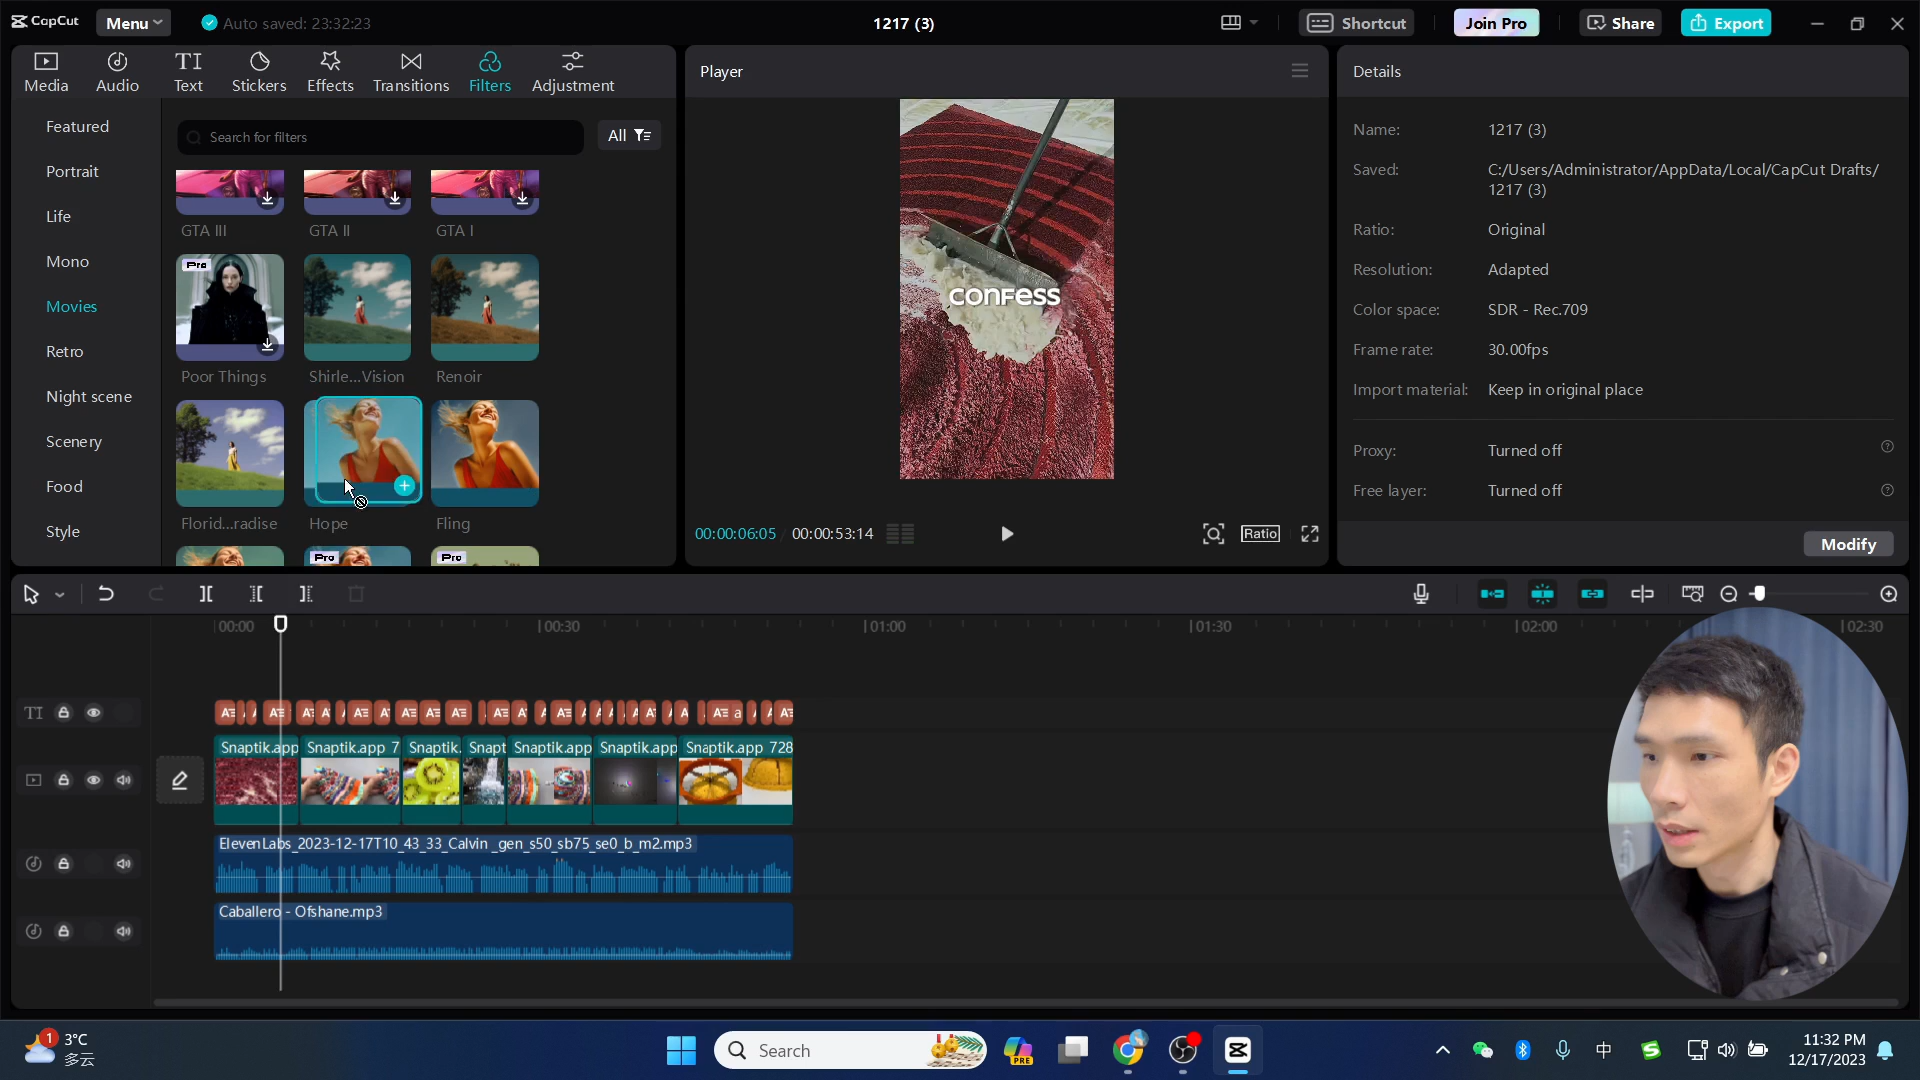 CapCut
Menu
Auto saved: 23:32:23
1217 (3)
Shortcut
Join Pro
Share
Export
Media
Audio
Text
Stickers
Effects
Transitions
Filters
Adjustment
Player
Details
Featured
Portrait
Life
Mono
Movies
Retro
Night scene
Scenery
Food
Style
Search for filters
All
GTA III
GTA II
GTA I
Pro
Poor Things
Shirle...Vision
Renoir
Florid...radise
Hope
Fling
Pro
Pro
confess
00:00:06:05 / 00:00:53:14
Ratio
Name: 1217 (3)
Saved: C:/Users/Administrator/AppData/Local/CapCut Drafts/
1217 (3)
Ratio: Original
Resolution: Adapted
Color space: SDR - Rec.709
Frame rate: 30.00fps
Import material: Keep in original place
Proxy: Turned off
Free layer: Turned off
Modify
00:00
00:30
01:00
01:30
02:00
02:30
Snaptik.app
Snaptik.app_7
Snaptik.
Snapt
Snaptik.app
Snaptik.app
Snaptik.app_728
ElevenLabs_2023-12-17T10_43_33_Calvin _gen_s50_sb75_se0_b_m2.mp3
Caballero - Ofshane.mp3
1
3°C
多云
Search
PRE
中
11:32 PM
12/17/2023